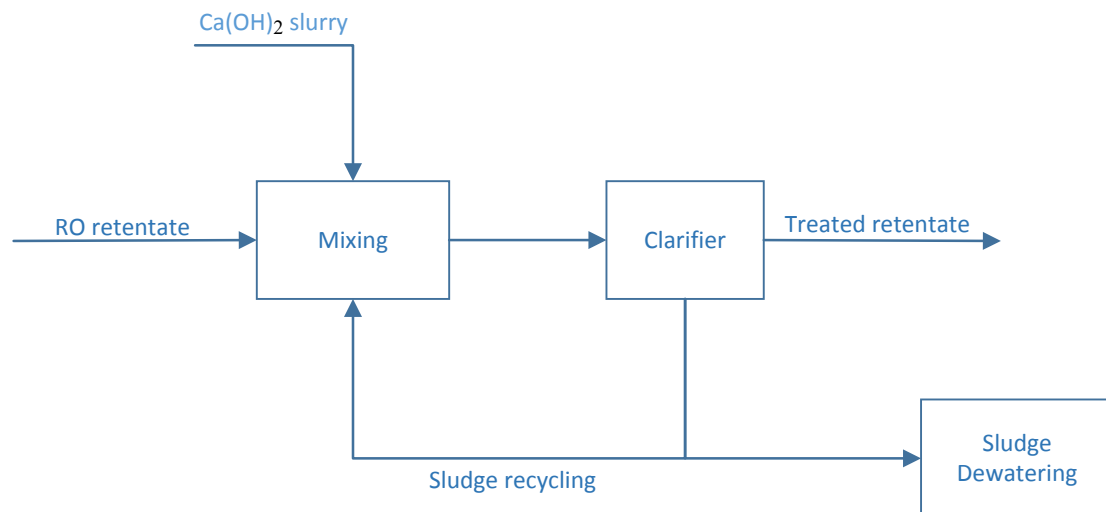 Ca(OH)2 slurry
RO retentate
Mixing
Clarifier
Treated retentate
Sludge recycling
Sludge
Dewatering